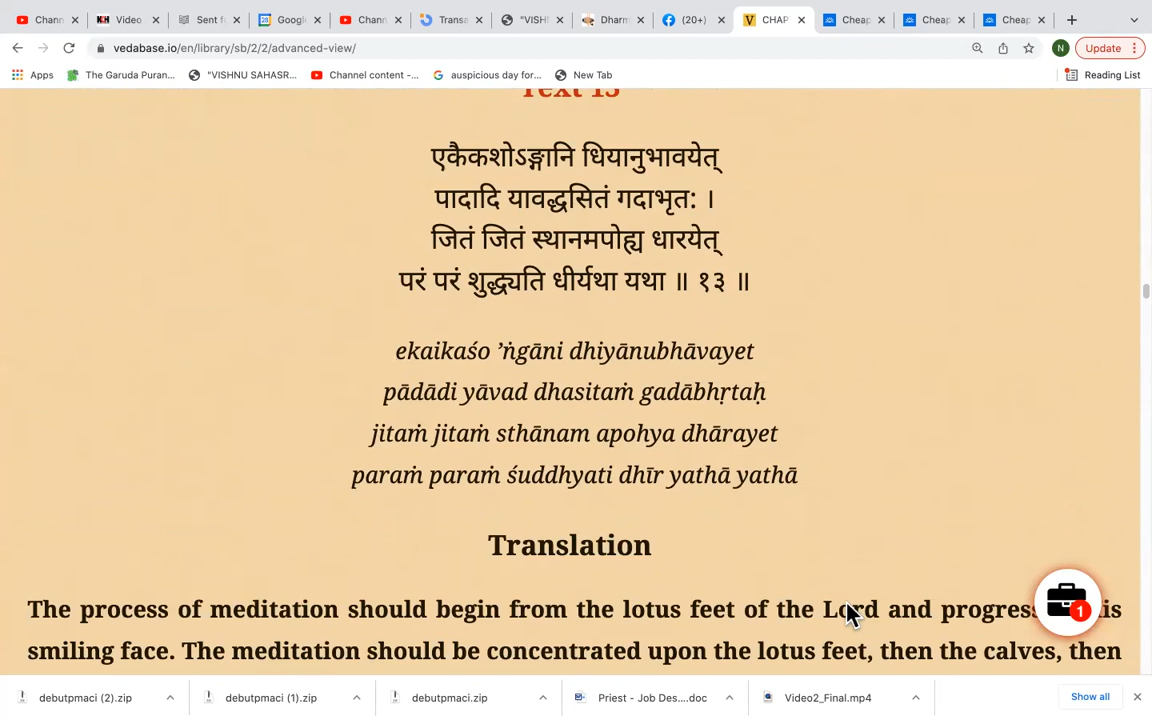 Chann
Video
Sent f
Googl
Chann
Transa
"VISH
Dharm
(20+)
CHAP
Cheap
Cheap
Cheap
vedabase.io/en/library/sb/2/2/advanced-view/
N
Update
Apps
The Garuda Puran...
"VISHNU SAHASR...
Channel content -...
auspicious day for...
New Tab
Reading List
Text 13
एकैकशोऽङ्गानि धियानुभावयेत्
पादादि यावद्धसितं गदाभृत: ।
जितं जितं स्थानमपोह्य धारयेत्
परं परं शुद्ध्यति धीर्यथा यथा ॥ १३ ॥
ekaikaśo ’ṅgāni dhiyānubhāvayet
pādādi yāvad dhasitaṁ gadābhṛtaḥ
jitaṁ jitaṁ sthānam apohya dhārayet
paraṁ paraṁ śuddhyati dhīr yathā yathā
Translation
The process of meditation should begin from the lotus feet of the Lord and progress is
smiling face. The meditation should be concentrated upon the lotus feet, then the calves, then
1
debutpmaci (2).zip
debutpmaci (1).zip
debutpmaci.zip
Priest - Job Des....doc
Video2_Final.mp4
Show all